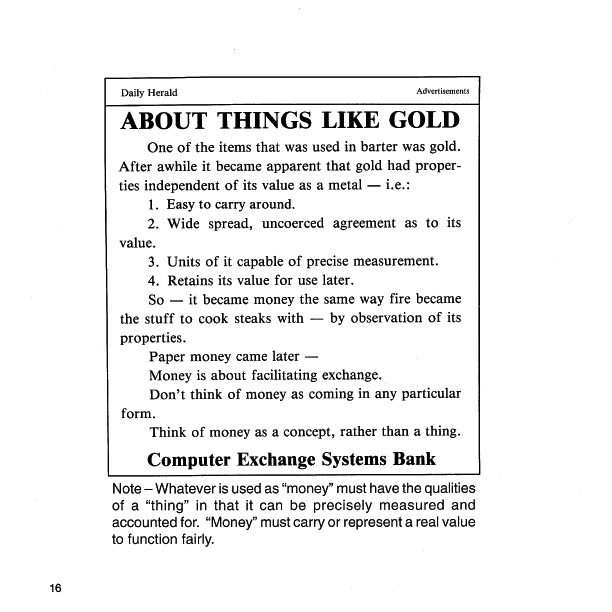 Daily Herald
Advertisements
ABOUT THINGS LIKE GOLD
One of the items that was used in barter was gold.
After awhile it became apparent that gold had proper-
ties independent of its value as a metal — i.e.:
1. Easy to carry around.
2. Wide spread, uncoerced agreement as to its
value.
3. Units of it capable of precise measurement.
4. Retains its value for use later.
So — it became money the same way fire became
the stuff to cook steaks with — by observation of its
properties.
Paper money came later —
Money is about facilitating exchange.
Don't think of money as coming in any particular
form.
Think of money as a concept, rather than a thing.
Computer Exchange Systems Bank
Note – Whatever is used as “money” must have the qualities
of a “thing” in that it can be precisely measured and
accounted for. “Money” must carry or represent a real value
to function fairly.
16